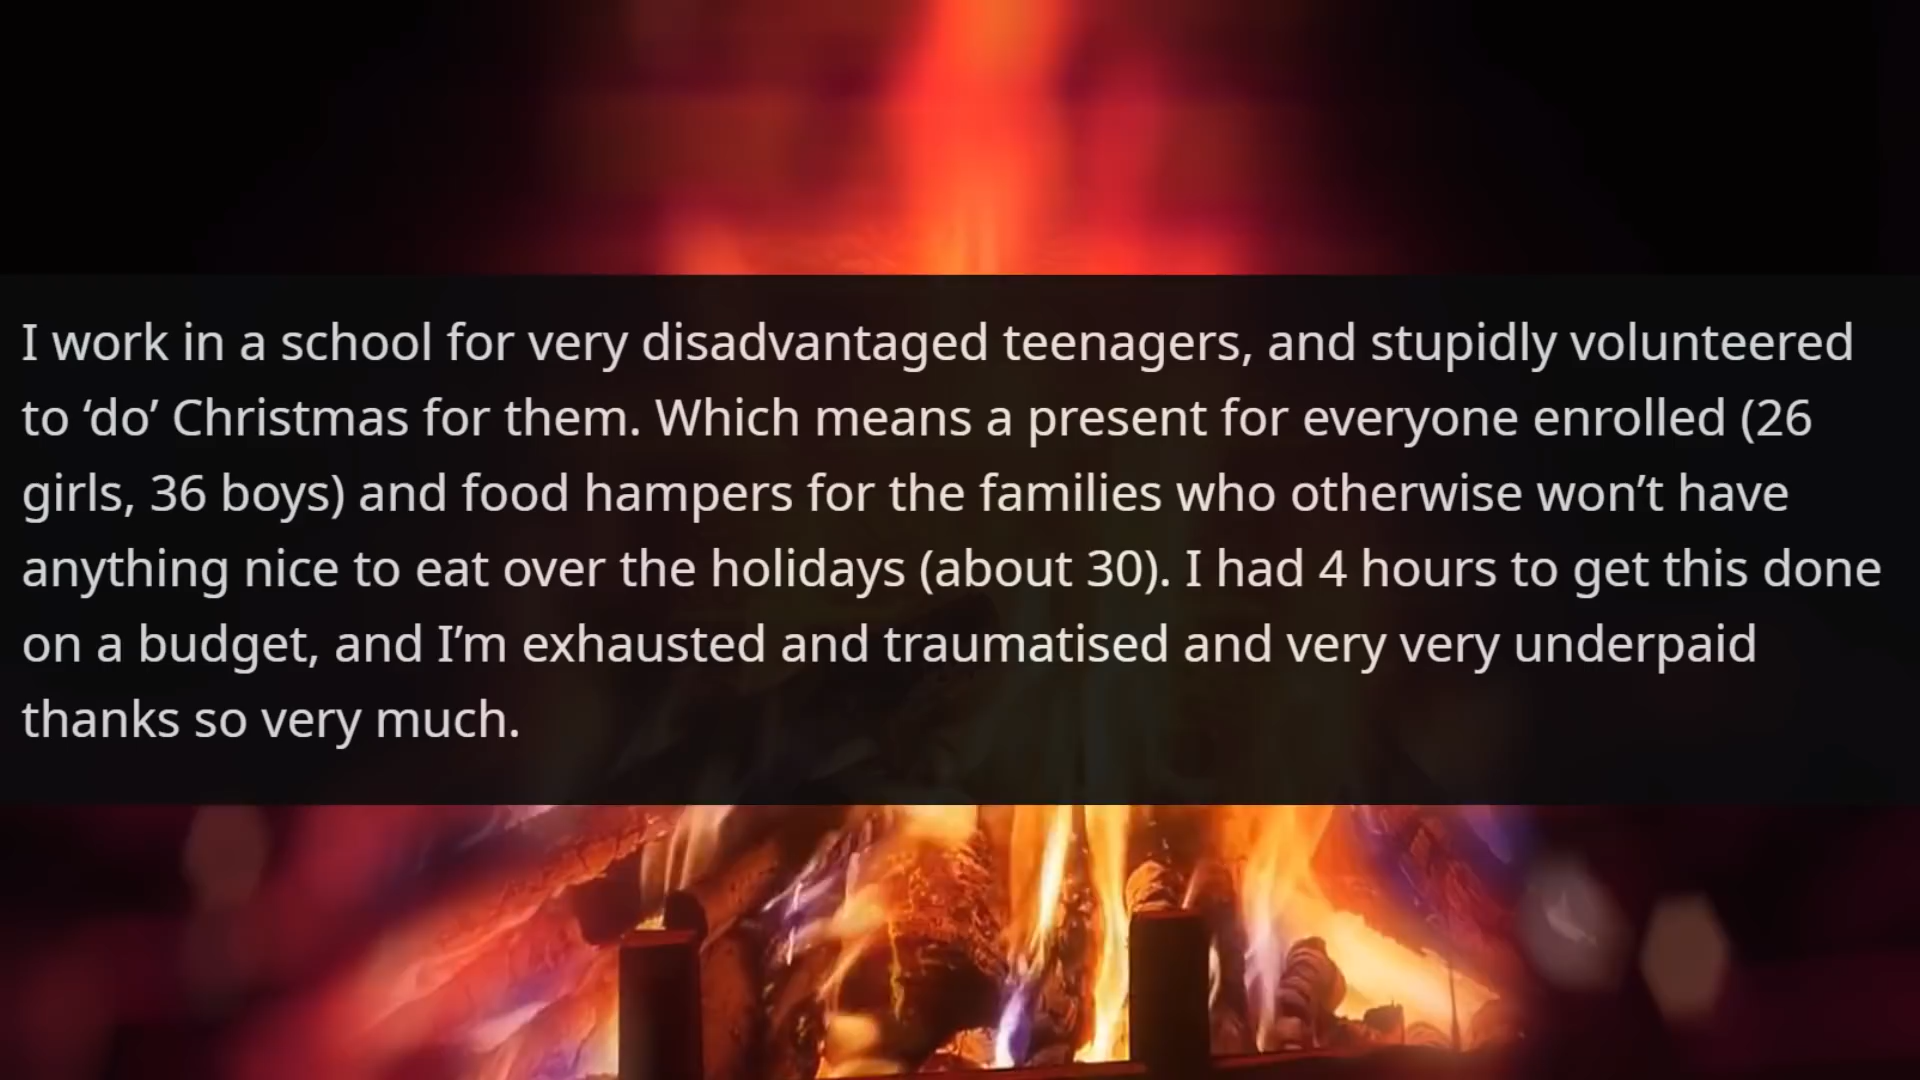 I work in a school for very disadvantaged teenagers, and stupidly volunteered
to ‘do’ Christmas for them. Which means a present for everyone enrolled (26
girls, 36 boys) and food hampers for the families who otherwise won’t have
anything nice to eat over the holidays (about 30). I had 4 hours to get this done
on a budget, and I’m exhausted and traumatised and very very underpaid
thanks so very much.